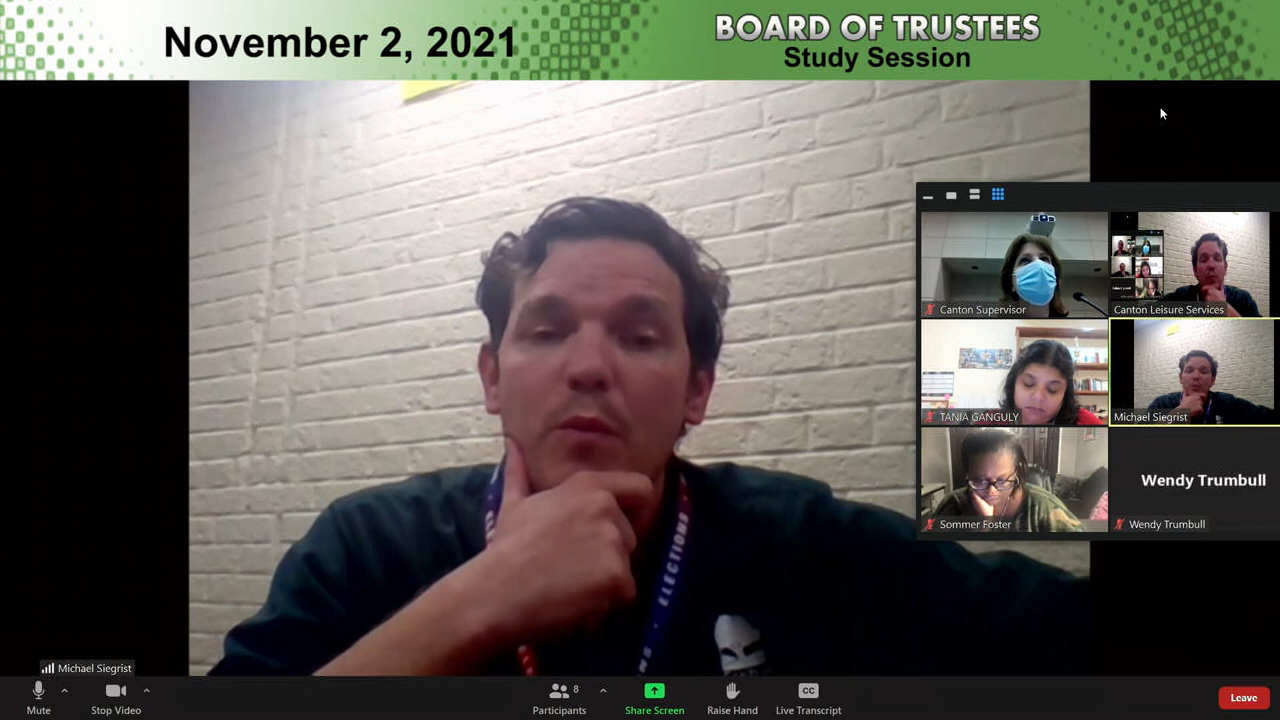 November 2, 2021
BOARD OF TRUSTEES
Study Session
Canton Supervisor
Canton Leisure Services
TANIA GANGULY
Michael Siegrist
Sommer Foster
Wendy Trumbull
Wendy Trumbull
ELECTIONS
Michael Siegrist
Mute
Stop Video
Participants
8
Share Screen
Raise Hand
CC
Live Transcript
Leave